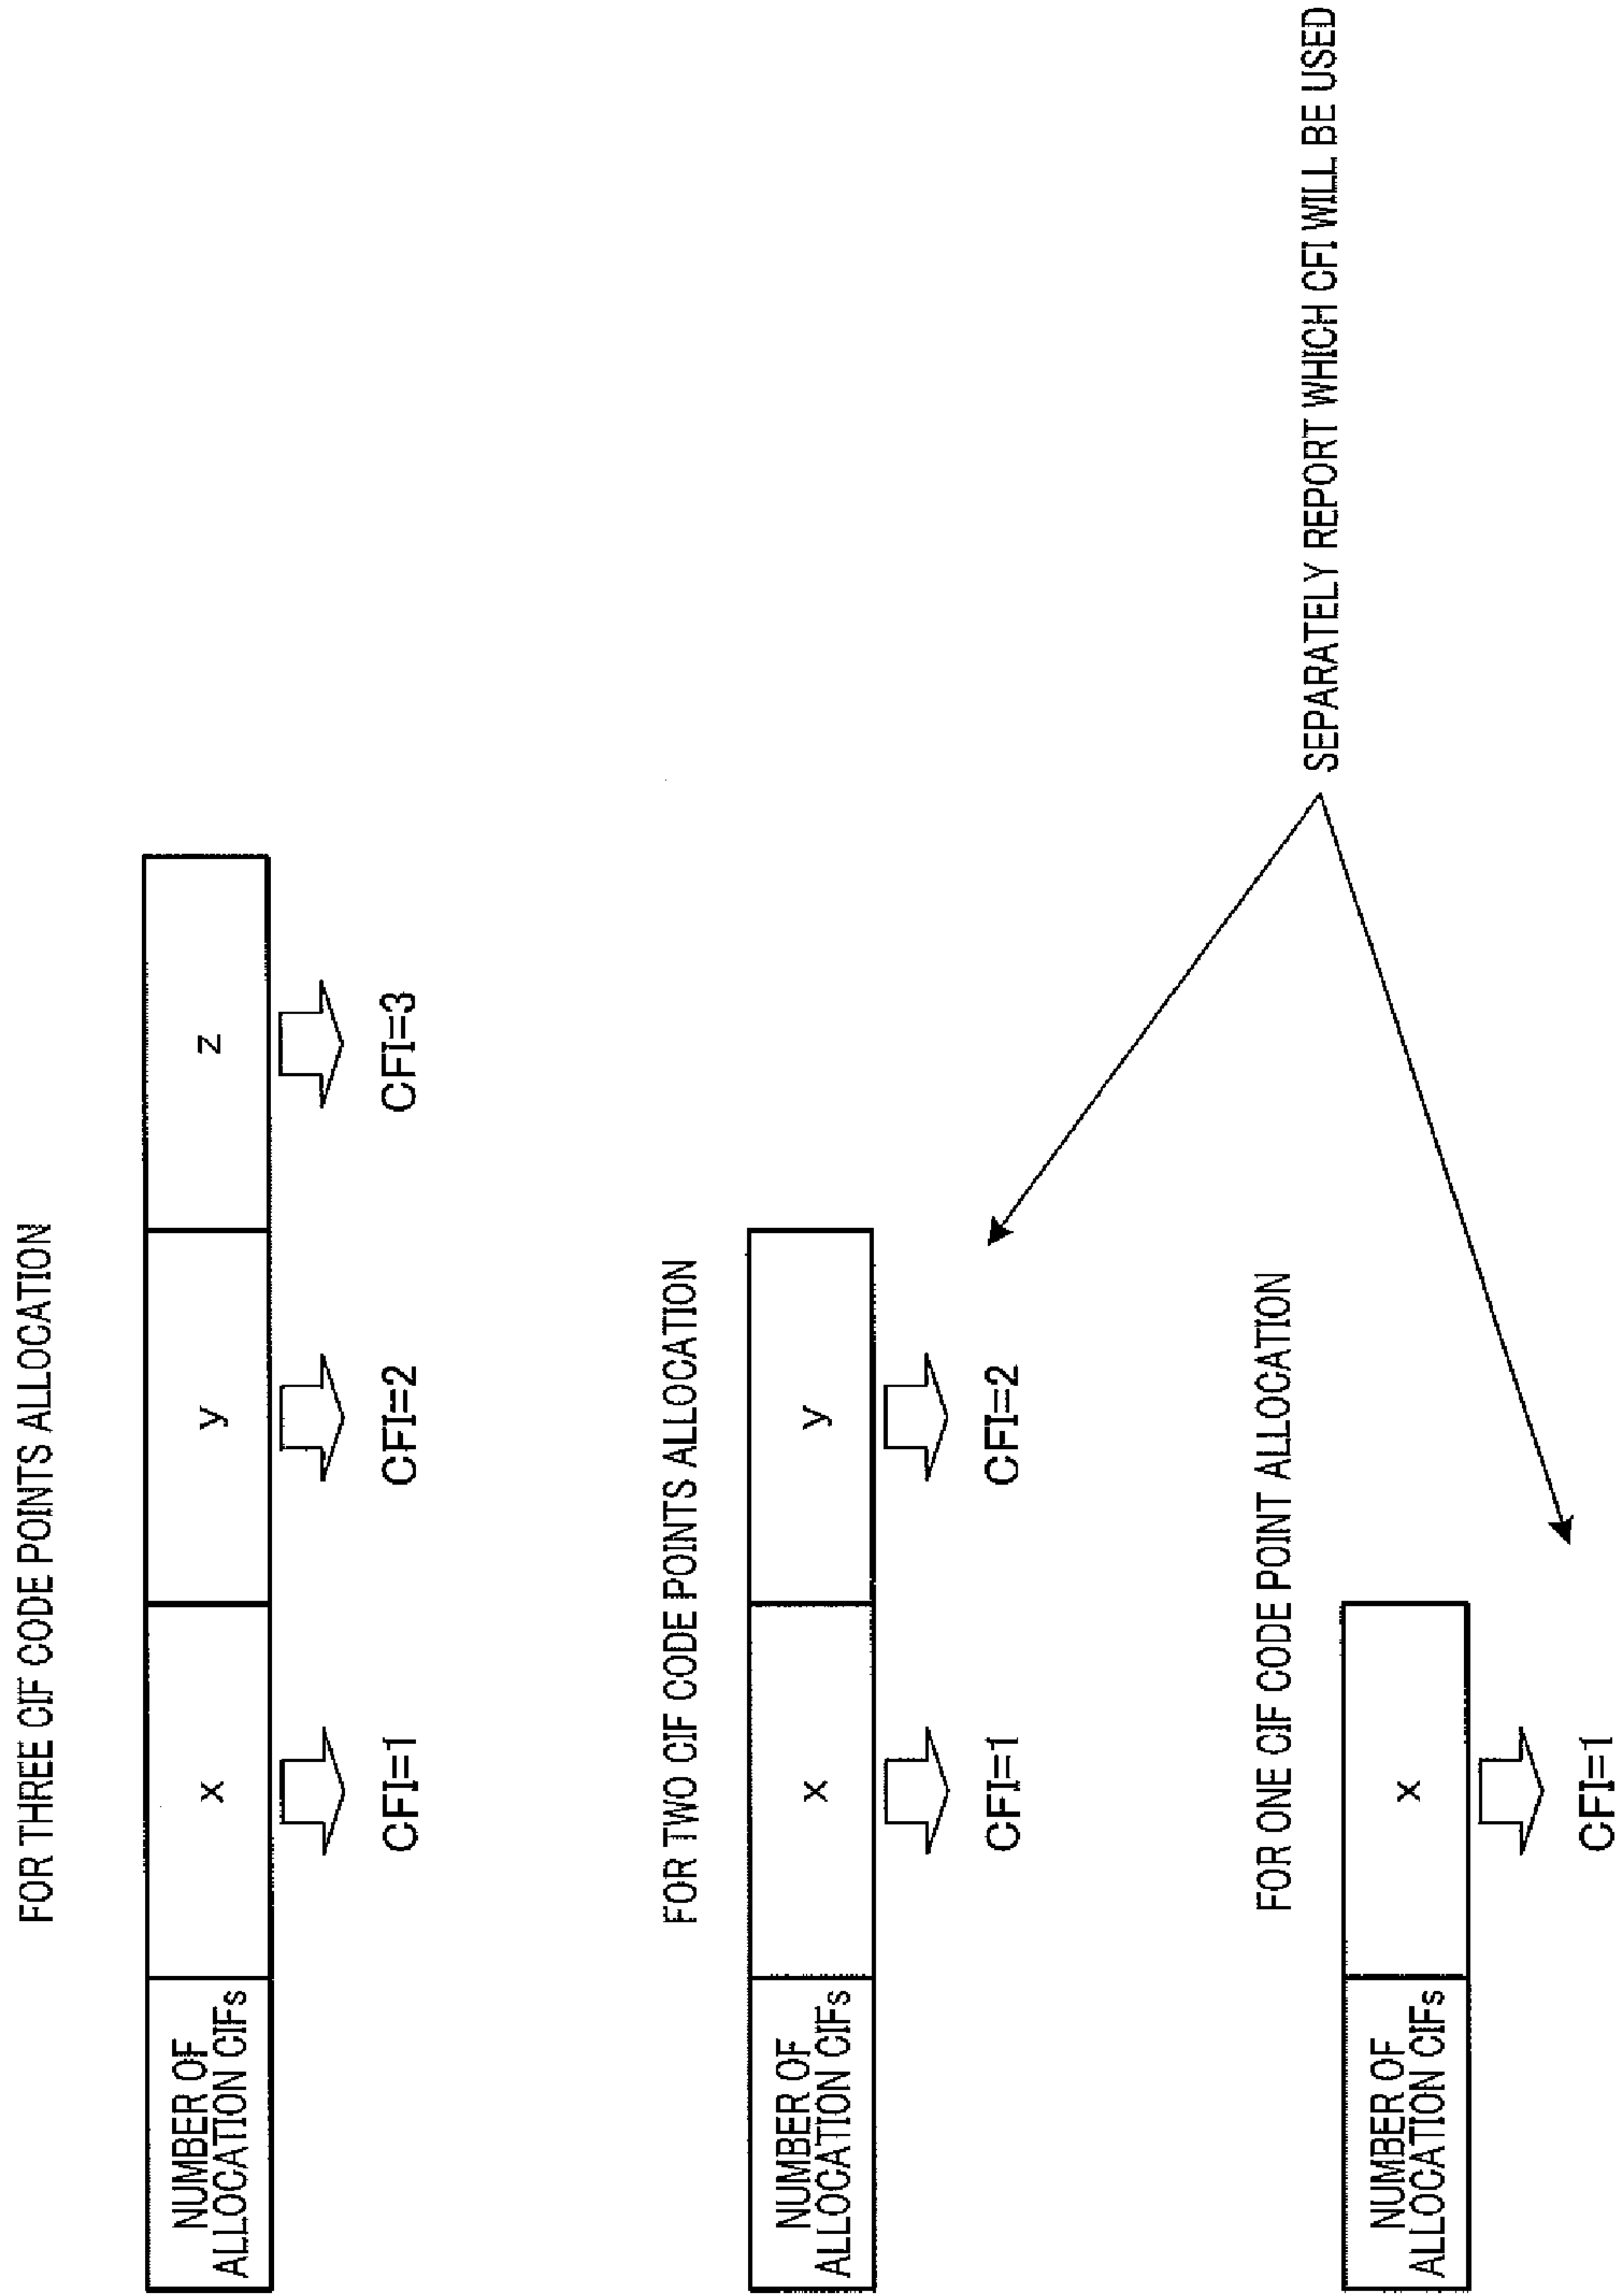 FOR THREE CIF CODE POINTS ALLOCATION
NUMBER OF
ALLOCATION CIFs
x
y
z
CFI=1
CFI=2
CFI=3
FOR TWO CIF CODE POINTS ALLOCATION
NUMBER OF
ALLOCATION CIFs
x
y
CFI=1
CFI=2
FOR ONE CIF CODE POINT ALLOCATION
SEPARATELY REPORT WHICH CFI WILL BE USED
NUMBER OF
ALLOCATION CIFs
x
CFI=1